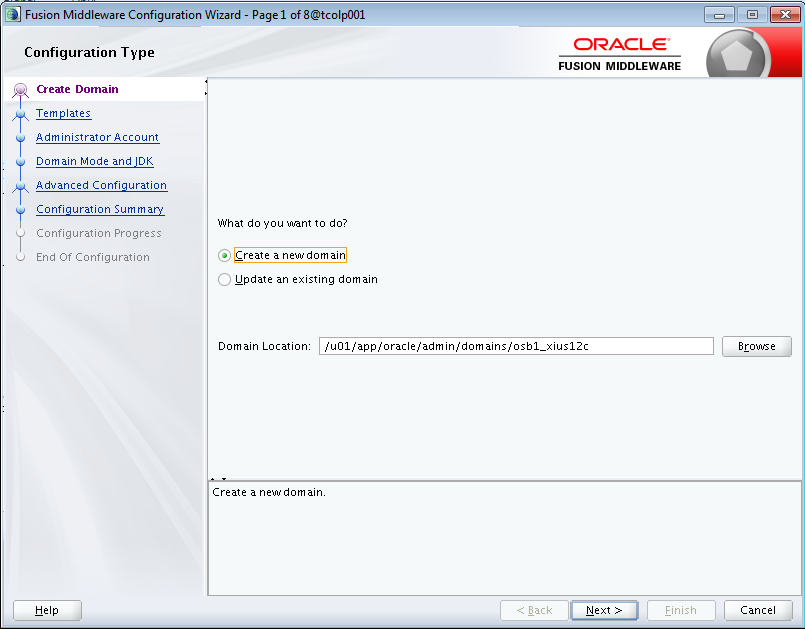 Fusion Middleware Configuration Wizard - Page 1 of 8@tcolp001
Configuration Type
ORACLE
FUSION MIDDLEWARE
Create Domain
Templates
Administrator Account
Domain Mode and JDK
Advanced Configuration
Configuration Summary
Configuration Progress
End Of Configuration
What do you want to do?
Create a new domain
Update an existing domain
Domain Location: /u01/app/oracle/admin/domains/osb1_xius12c Browse
Create a new domain.
Help < Back Next > Finish Cancel